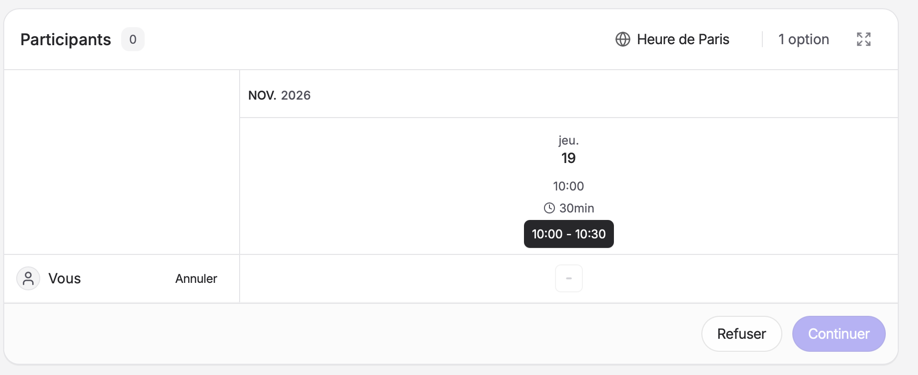 Participants 0 Heure de Paris 1 option
NOV. 2026
jeu.
19
10:00
30min
10:00 - 10:30
Vous Annuler –
Refuser Continuer